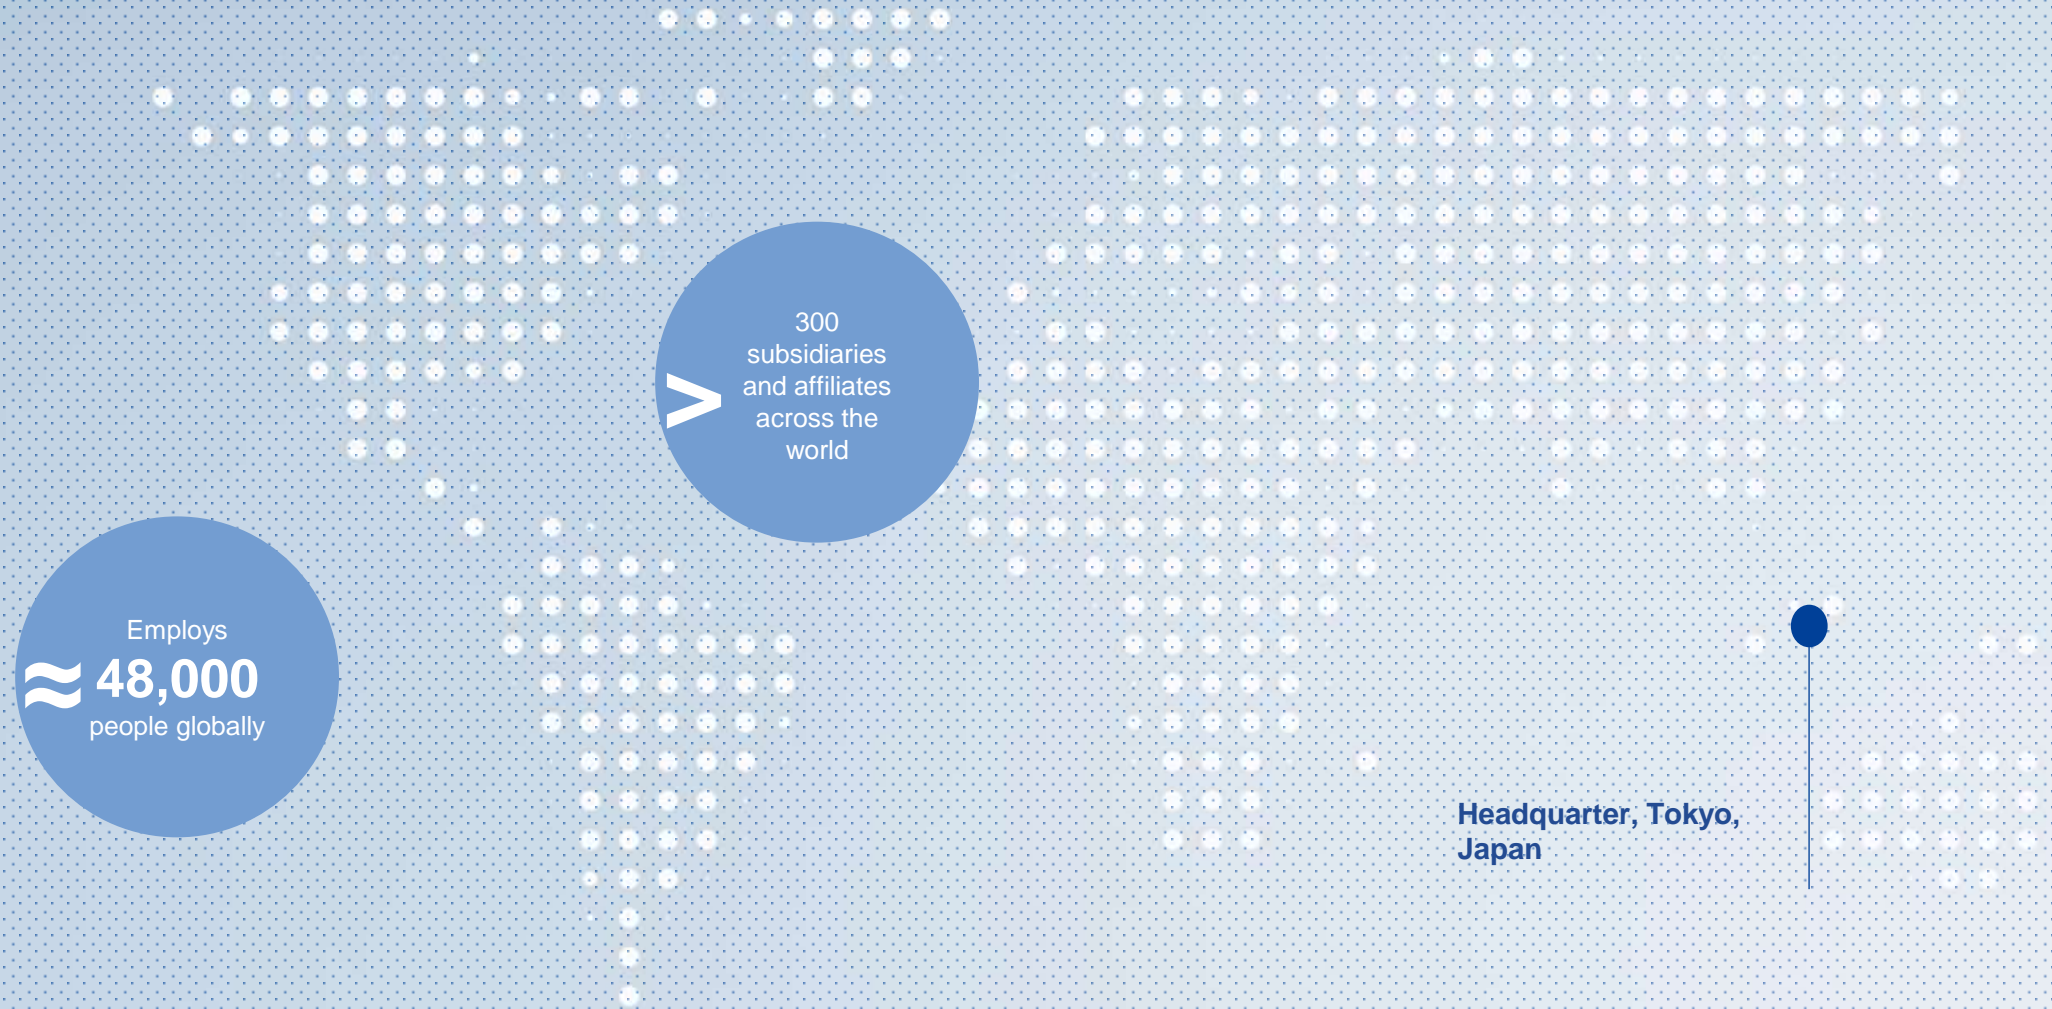 300
subsidiaries
and affiliates
> across the
world
Employs
≈ 48,000
people globally
Headquarter, Tokyo,
Japan